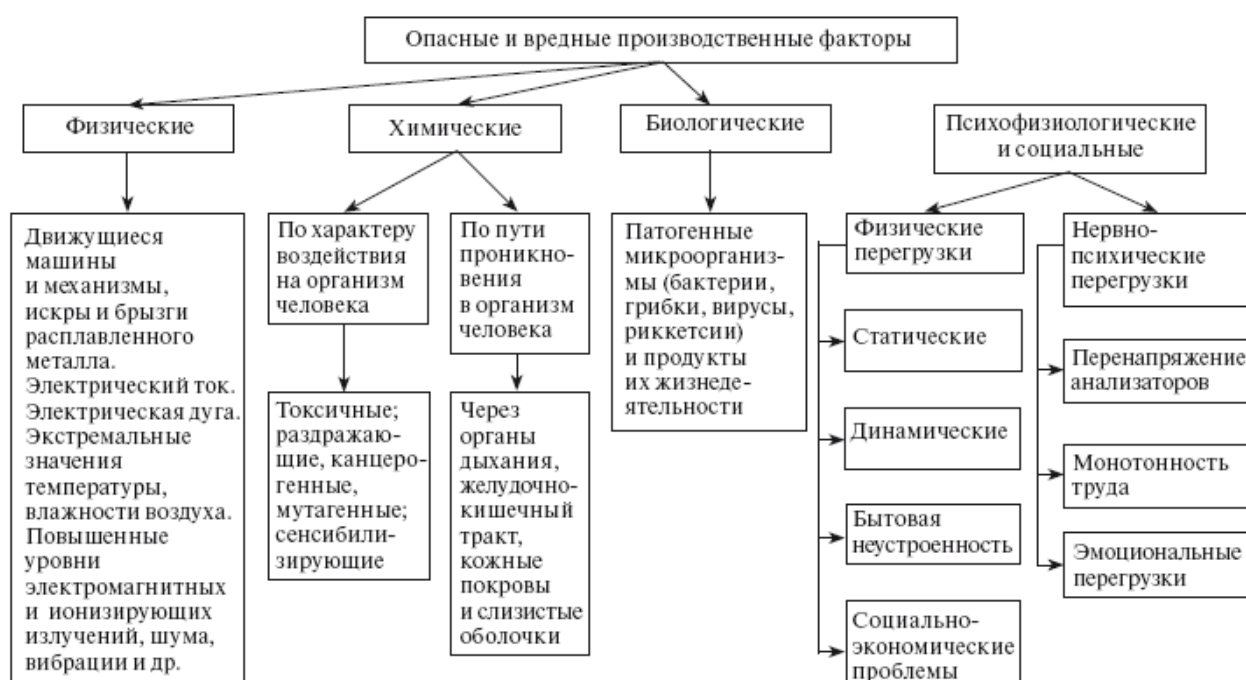 Опасные и вредные производственные факторы
Физические
Химические
Биологические
Психофизиологические
и социальные
Движущиеся
машины
и механизмы,
искры и брызги
расплавленного
металла.
Электрический ток.
Электрическая дуга.
Экстремальные
значения
температуры,
влажности воздуха.
Повышенные
уровни
электромагнитных
и ионизирующих
излучений, шума,
вибрации и др.
По характеру
воздействия
на организм
человека
Токсичные;
раздражаю-
щие, канцеро-
генные,
мутагенные;
сенсибили-
зирующие
По пути
проникно-
вения
в организм
человека
Через
органы
дыхания,
желудочно-
кишечный
тракт,
кожные
покровы
и слизистые
оболочки
Патогенные
микроорганиз-
мы (бактерии,
грибки, вирусы,
риккетсии)
и продукты
их жизнеде-
ятельности
Физические
перегрузки
Статические
Динамические
Бытовая
неустроенность
Социально-
экономические
проблемы
Нервно-
психические
перегрузки
Перенапряжение
анализаторов
Монотонность
труда
Эмоциональные
перегрузки